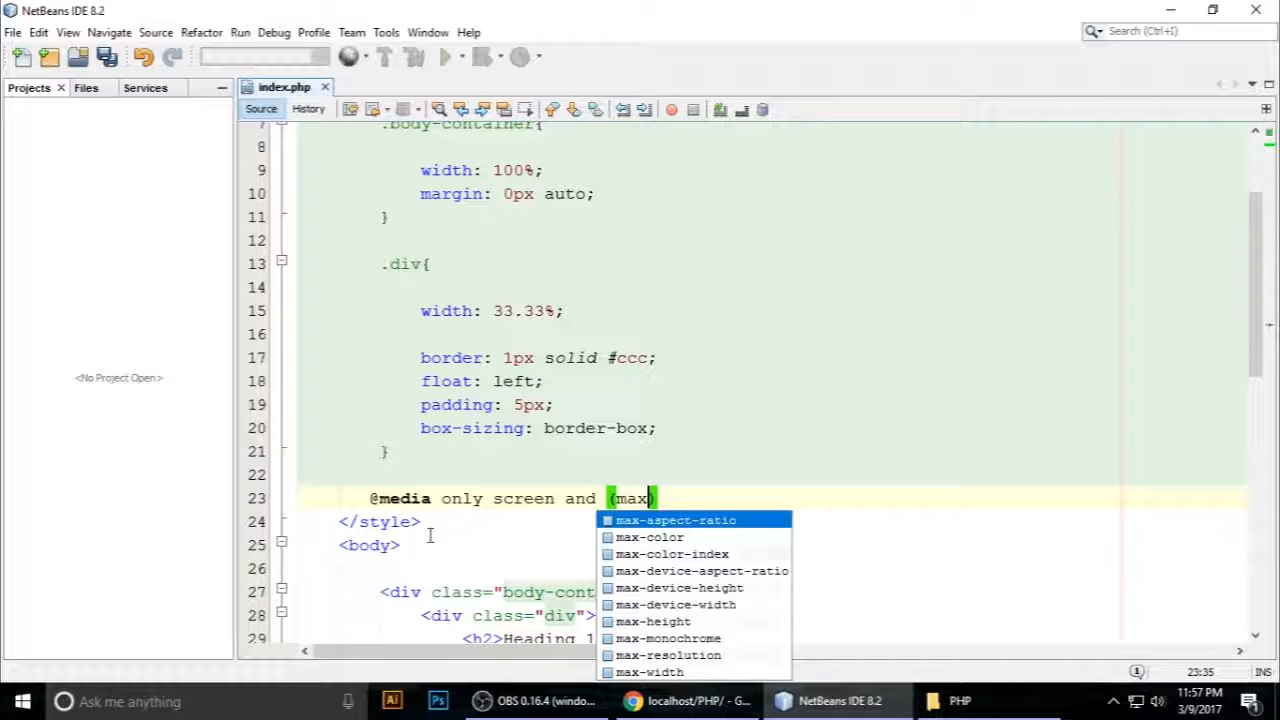 NetBeans IDE 8.2
File Edit View Navigate Source Refactor Run Debug Profile Team Tools Window Help
Search (Ctrl+I)
Projects Files Services
index.php
Source History
<No Project Open>
7 .body-container{
8
9 width: 100%;
10 margin: 0px auto;
11 }
12
13 .div{
14
15 width: 33.33%;
16
17 border: 1px solid #ccc;
18 float: left;
19 padding: 5px;
20 box-sizing: border-box;
21 }
22
23 @media only screen and (max)
24 </style>
25 <body>
26
27 <div class="body-cont
28 <div class="div">
29 <h2>Heading 1
max-aspect-ratio
max-color
max-color-index
max-device-aspect-ratio
max-device-height
max-device-width
max-height
max-monochrome
max-resolution
max-width
1
23:35
INS
Ask me anything
Ai
Ps
OBS 0.16.4 (windo...
localhost/PHP/ - G...
NetBeans IDE 8.2
PHP
11:57 PM
3/9/2017
1